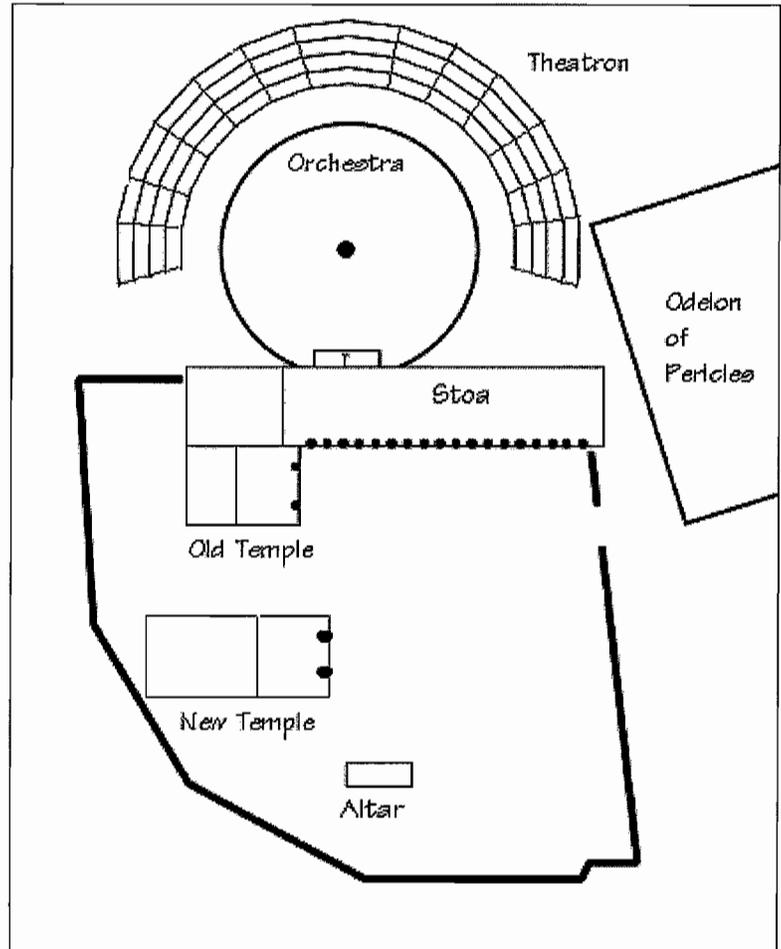 Theatron
Orchestra
Odeion
of
Pericles
Stoa
Old Temple
New Temple
Altar